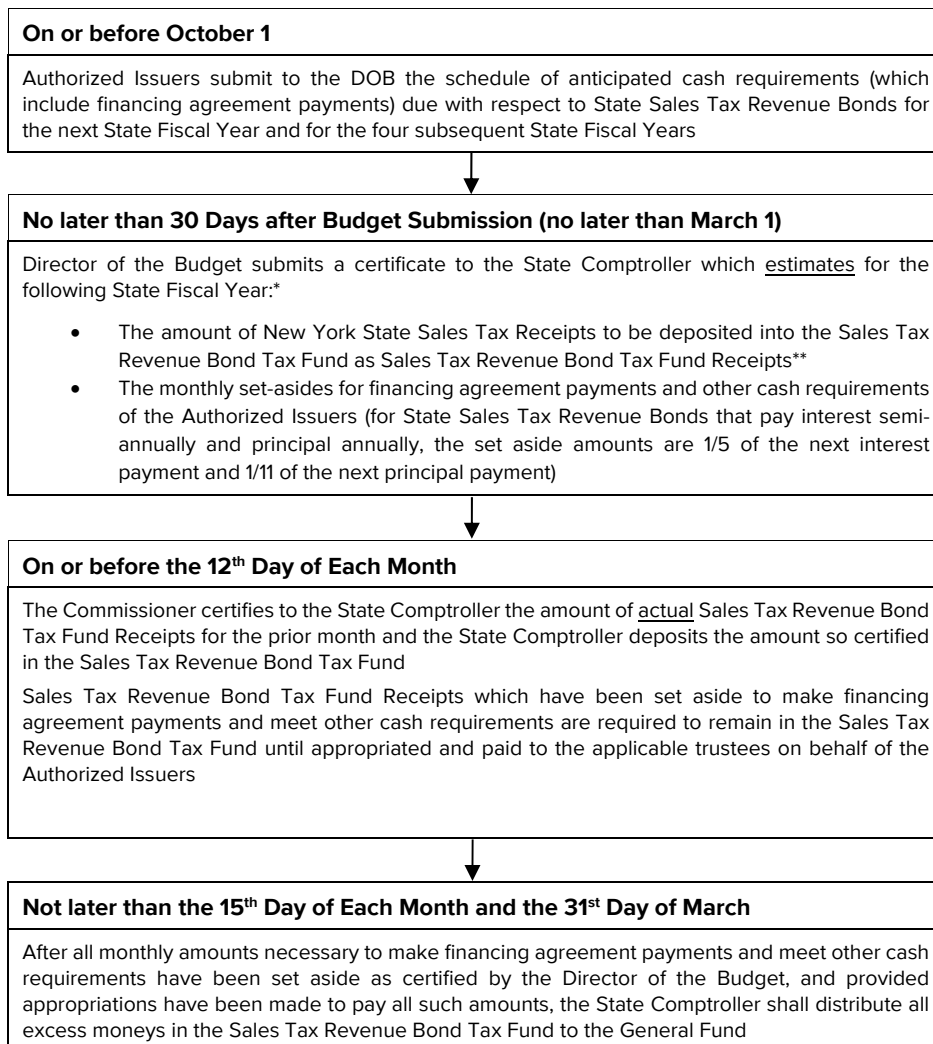 On or before October 1
Authorized Issuers submit to the DOB the schedule of anticipated cash requirements (which
include financing agreement payments) due with respect to State Sales Tax Revenue Bonds for
the next State Fiscal Year and for the four subsequent State Fiscal Years
No later than 30 Days after Budget Submission (no later than March 1)
Director of the Budget submits a certificate to the State Comptroller which estimates for the
following State Fiscal Year:*
• The amount of New York State Sales Tax Receipts to be deposited into the Sales Tax
Revenue Bond Tax Fund as Sales Tax Revenue Bond Tax Fund Receipts**
• The monthly set-asides for financing agreement payments and other cash requirements
of the Authorized Issuers (for State Sales Tax Revenue Bonds that pay interest semi-
annually and principal annually, the set aside amounts are 1/5 of the next interest
payment and 1/11 of the next principal payment)
On or before the 12th Day of Each Month
The Commissioner certifies to the State Comptroller the amount of actual Sales Tax Revenue Bond
Tax Fund Receipts for the prior month and the State Comptroller deposits the amount so certified
in the Sales Tax Revenue Bond Tax Fund
Sales Tax Revenue Bond Tax Fund Receipts which have been set aside to make financing
agreement payments and meet other cash requirements are required to remain in the Sales Tax
Revenue Bond Tax Fund until appropriated and paid to the applicable trustees on behalf of the
Authorized Issuers
Not later than the 15th Day of Each Month and the 31st Day of March
After all monthly amounts necessary to make financing agreement payments and meet other cash
requirements have been set aside as certified by the Director of the Budget, and provided
appropriations have been made to pay all such amounts, the State Comptroller shall distribute all
excess moneys in the Sales Tax Revenue Bond Tax Fund to the General Fund